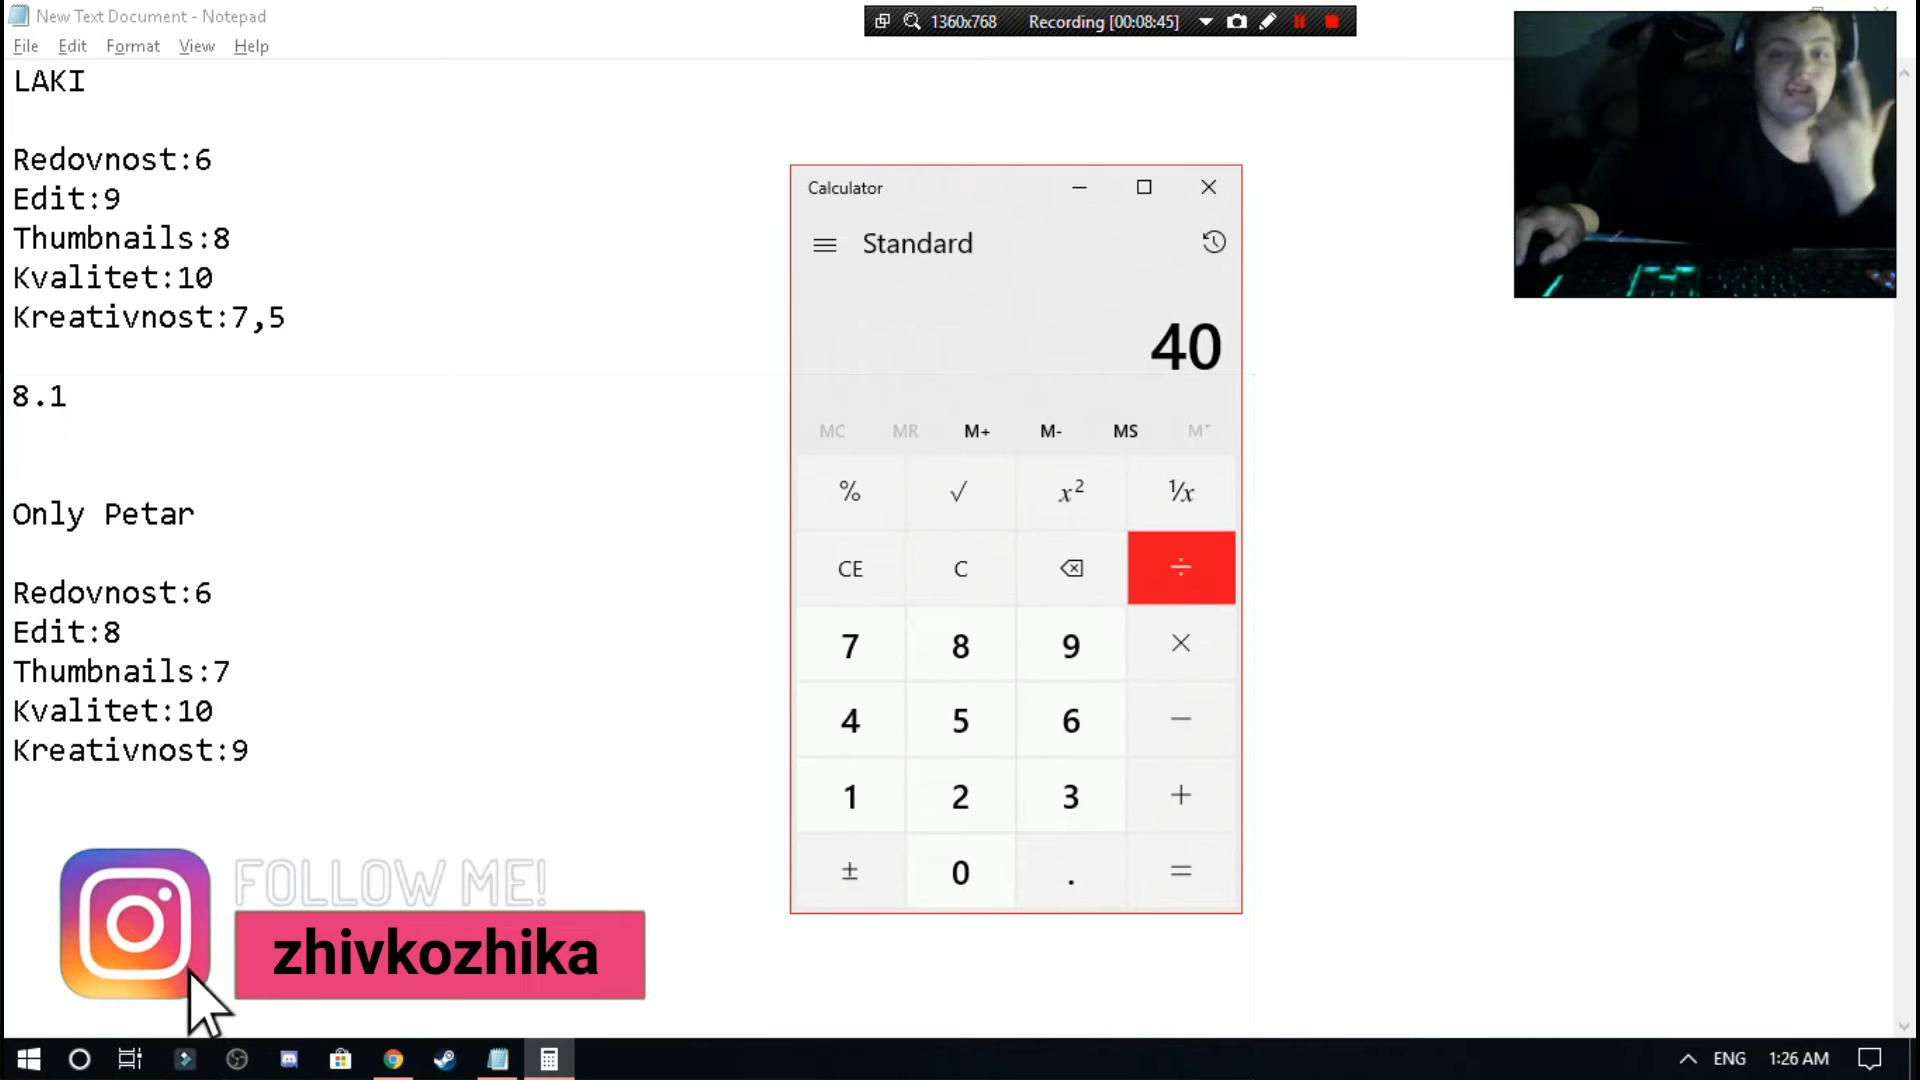 New Text Document - Notepad
1360x768 Recording [00:08:45]
File Edit Format View Help
LAKI
Redovnost:6
Edit:9
Thumbnails:8
Kvalitet:10
Kreativnost:7,5
8.1
Only Petar
Redovnost:6
Edit:8
Thumbnails:7
Kvalitet:10
Kreativnost:9
Calculator
Standard
40
MC MR M+ M- MS M˅
% √ x² ¹/x
CE C ÷
7 8 9 ×
4 5 6 −
1 2 3 +
± 0 . =
FOLLOW ME!
zhivkozhika
ENG 1:26 AM